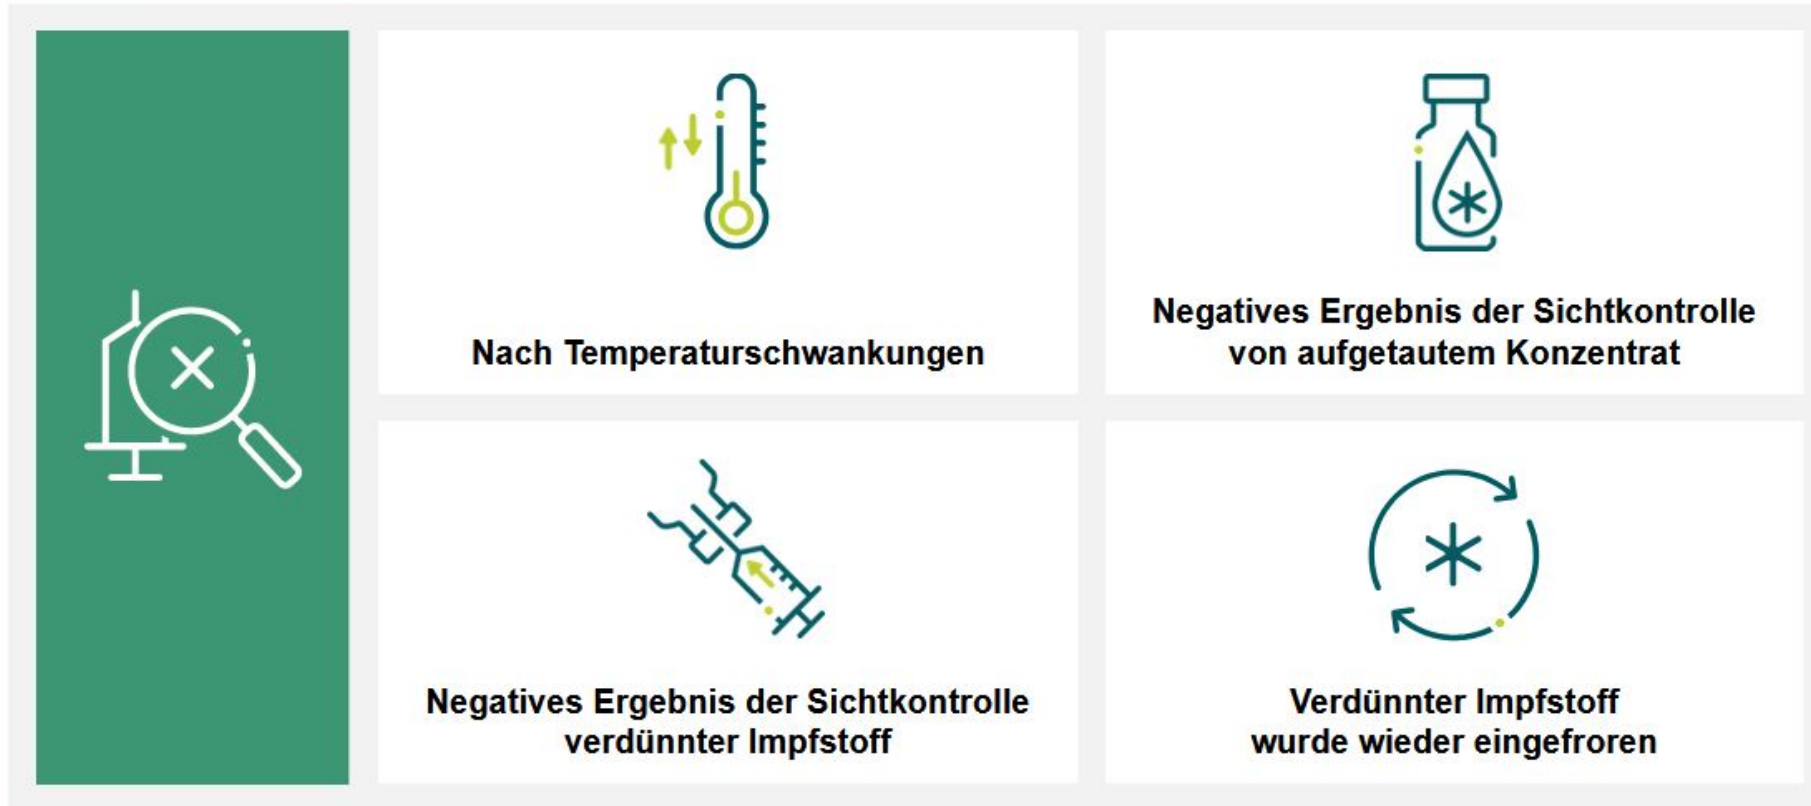 Nach Temperaturschwankungen
Negatives Ergebnis der Sichtkontrolle
von aufgetautem Konzentrat
Negatives Ergebnis der Sichtkontrolle
verdünnter Impfstoff
Verdünnter Impfstoff
wurde wieder eingefroren